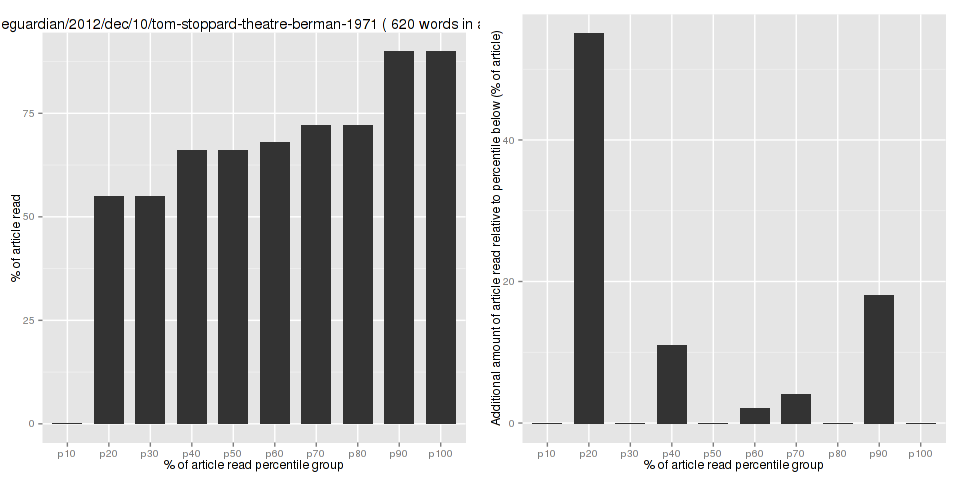 eguardian/2012/dec/10/tom-stoppard-theatre-berman-1971 ( 620 words in a
% of article read
75
50
25
0
p10 p20 p30 p40 p50 p60 p70 p80 p90 p100
% of article read percentile group
Additional amount of article read relative to percentile below (% of article)
40
20
0
p10 p20 p30 p40 p50 p60 p70 p80 p90 p100
% of article read percentile group